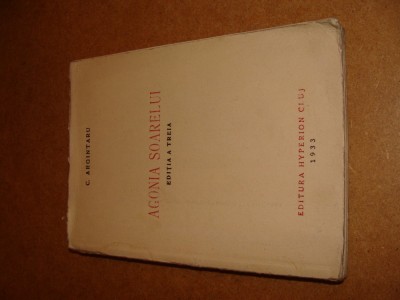 C. ARGINTARU
AGONIA SOARELUI
EDIȚIA A TREIA
EDITURA HYPERION CLUJ
1933